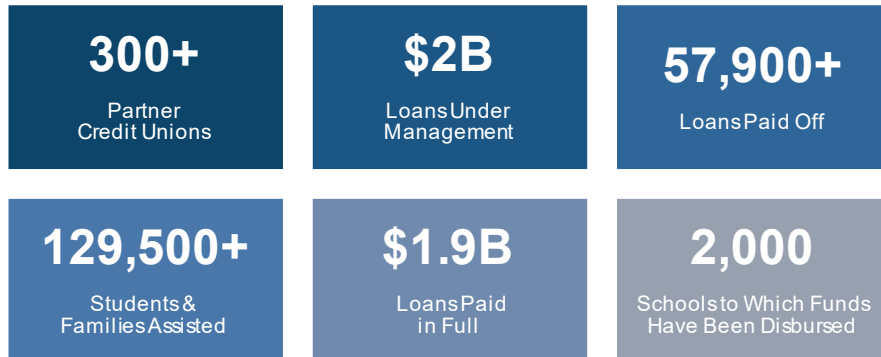 300+
Partner
Credit Unions
$2B
Loans Under
Management
57,900+
Loans Paid Off
129,500+
Students &
Families Assisted
$1.9B
Loans Paid
in Full
2,000
Schools to Which Funds
Have Been Disbursed